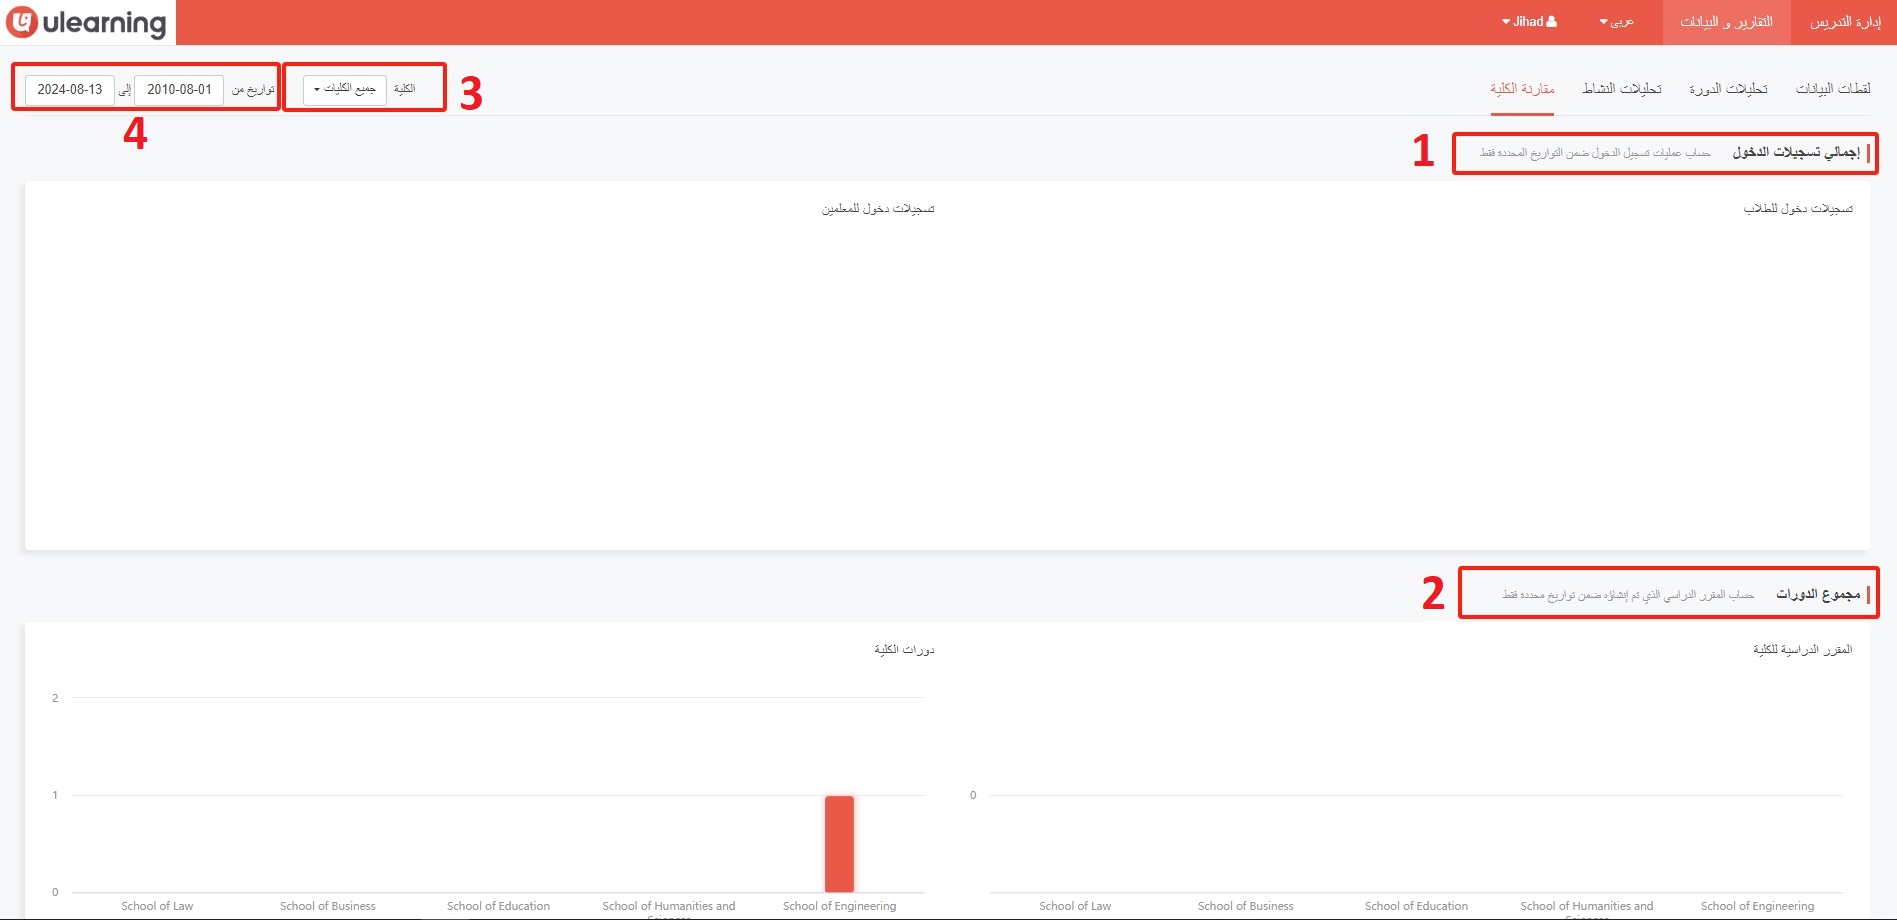 إدارة التدريس
التقارير و البيانات
عربى
Jihad
ulearning
لقطات البيانات
تحليلات الدورة
تحليلات النشاط
مقارنة الكلية
3
الكلية
جميع الكليات
تواريخ من 2010-08-01 إلى 2024-08-13
4
إجمالي تسجيلات الدخول حساب عمليات تسجيل الدخول ضمن التواريخ المحددة فقط
1
تسجيلات دخول للطلاب
تسجيلات دخول للمعلمين
مجموع الدورات حساب المقرر الدراسي الذي تم إنشاؤه ضمن تواريخ محددة فقط
2
المقرر الدراسية للكلية
0
School of Law
School of Business
School of Education
School of Humanities and
Sciences
School of Engineering
دورات الكلية
2
1
0
School of Law
School of Business
School of Education
School of Humanities and
Sciences
School of Engineering